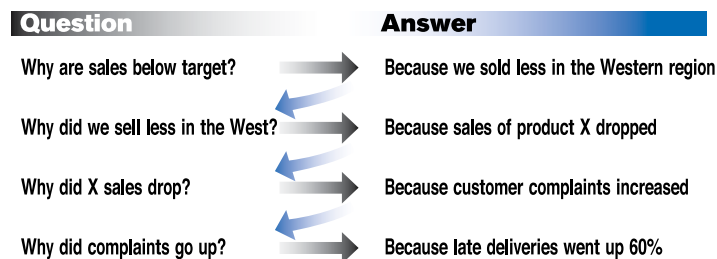 Question Answer
Why are sales below target? Because we sold less in the Western region
Why did we sell less in the West? Because sales of product X dropped
Why did X sales drop? Because customer complaints increased
Why did complaints go up? Because late deliveries went up 60%